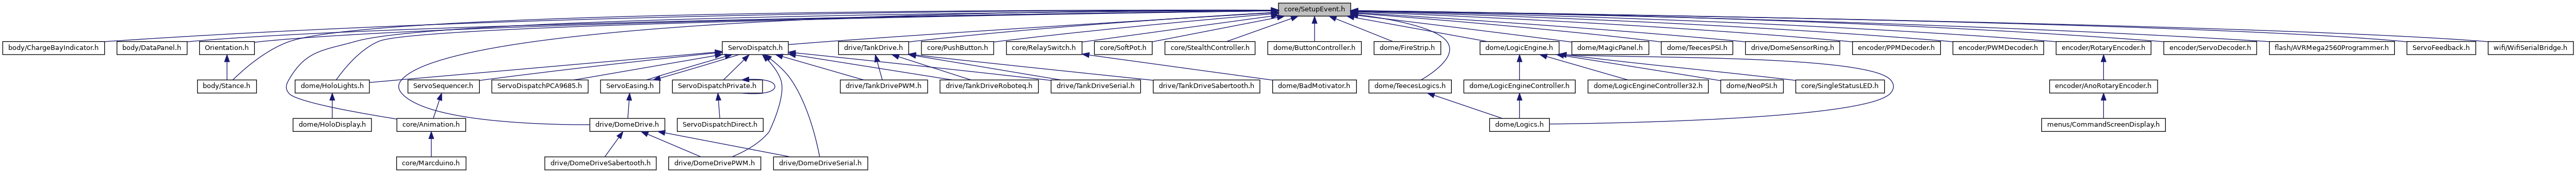 core/SetupEvent.h
body/ChargeBayIndicator.h
body/DataPanel.h
Orientation.h
ServoDispatch.h
drive/TankDrive.h
core/PushButton.h
core/RelaySwitch.h
core/SoftPot.h
core/StealthController.h
dome/ButtonController.h
dome/FireStrip.h
dome/LogicEngine.h
dome/MagicPanel.h
dome/TeecesPSI.h
drive/DomeSensorRing.h
encoder/PPMDecoder.h
encoder/PWMDecoder.h
encoder/RotaryEncoder.h
encoder/ServoDecoder.h
flash/AVRMega2560Programmer.h
ServoFeedback.h
wifi/WifiSerialBridge.h
body/Stance.h
dome/HoloLights.h
ServoSequencer.h
ServoDispatchPCA9685.h
ServoEasing.h
ServoDispatchPrivate.h
drive/TankDrivePWM.h
drive/TankDriveRoboteq.h
drive/TankDriveSerial.h
drive/TankDriveSabertooth.h
dome/BadMotivator.h
dome/TeecesLogics.h
dome/LogicEngineController.h
dome/LogicEngineController32.h
dome/NeoPSI.h
core/SingleStatusLED.h
encoder/AnoRotaryEncoder.h
dome/HoloDisplay.h
core/Animation.h
drive/DomeDrive.h
ServoDispatchDirect.h
dome/Logics.h
menus/CommandScreenDisplay.h
core/Marcduino.h
drive/DomeDriveSabertooth.h
drive/DomeDrivePWM.h
drive/DomeDriveSerial.h